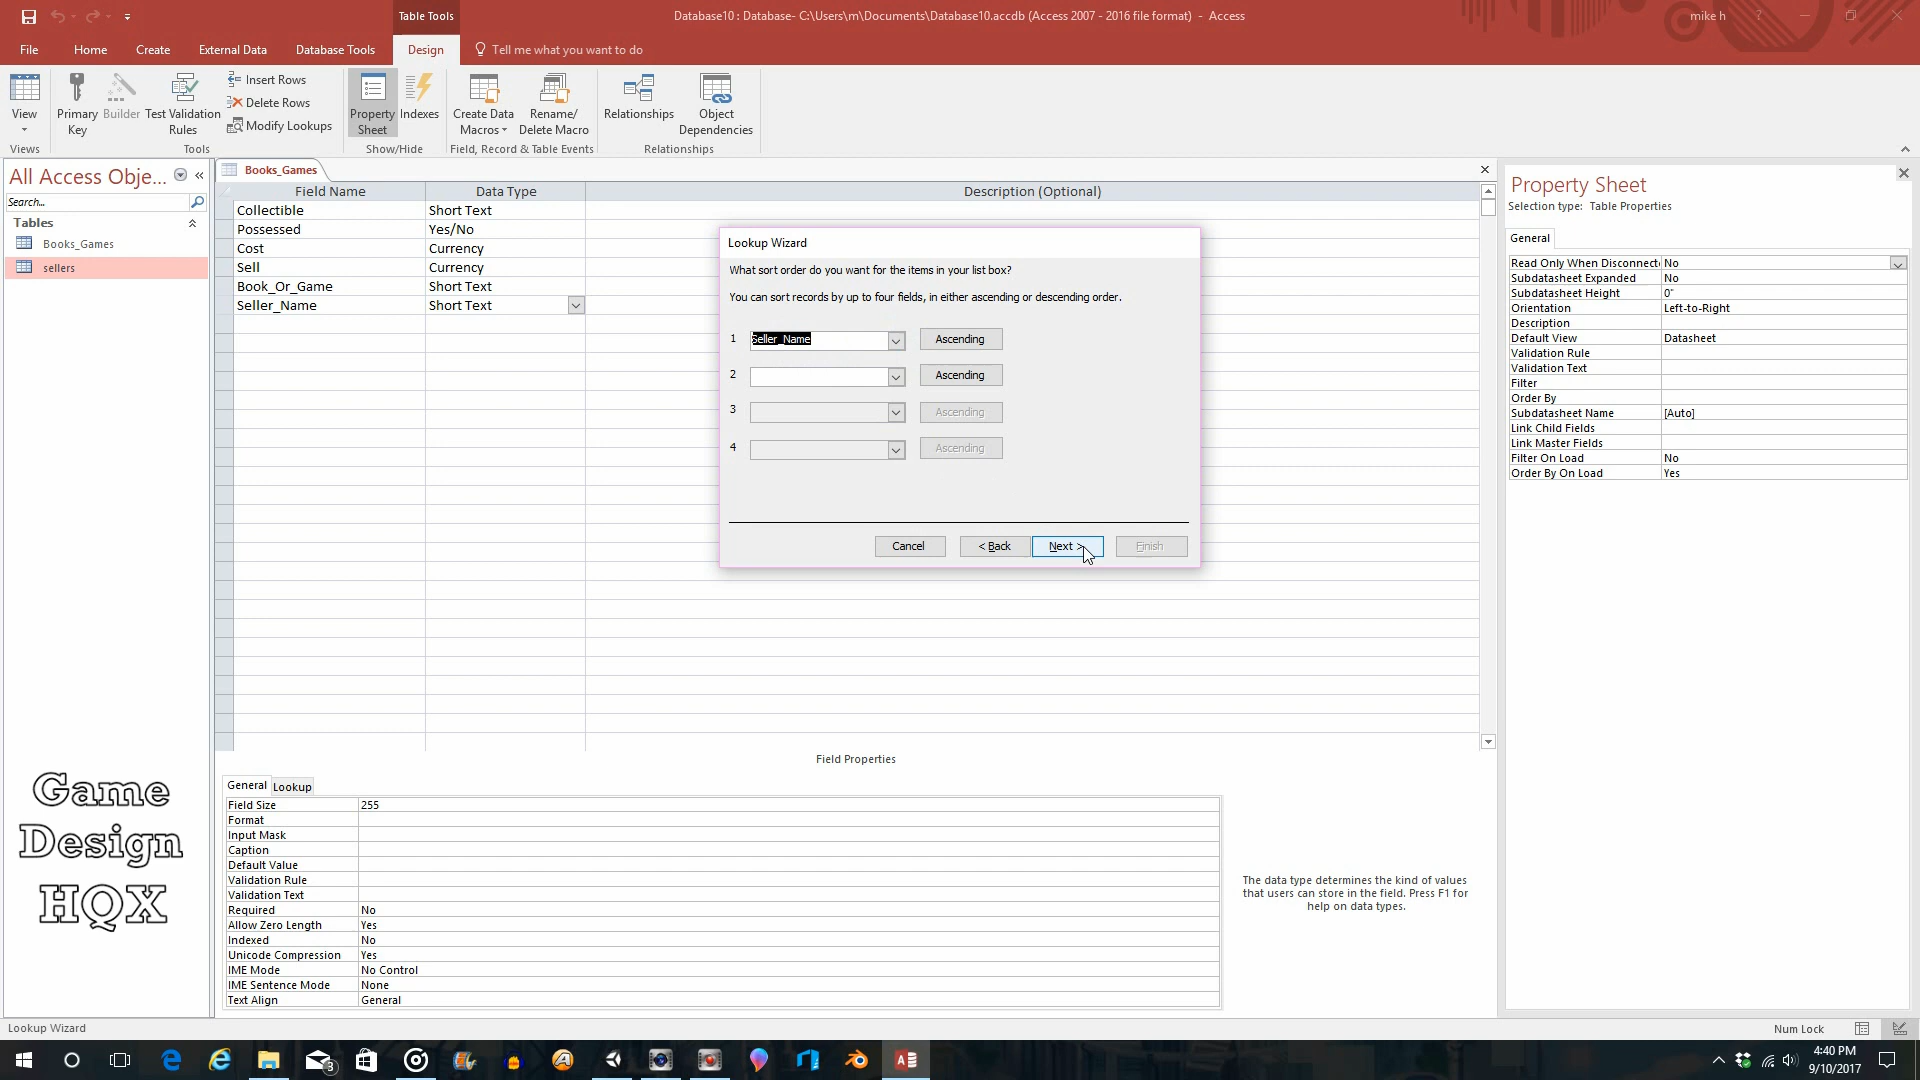 Table Tools
Database10 : Database- C:\Users\m\Documents\Database10.accdb (Access 2007 - 2016 file format) - Access
mike h
?
File
Home
Create
External Data
Database Tools
Design
Tell me what you want to do
View
Primary Key
Builder
Test Validation Rules
Insert Rows
Delete Rows
Modify Lookups
Property Sheet
Indexes
Create Data Macros
Rename/ Delete Macro
Relationships
Object Dependencies
Views
Tools
Show/Hide
Field, Record & Table Events
Relationships
All Access Obje...
Search...
Tables
Books_Games
sellers
Books_Games
Field Name
Data Type
Description (Optional)
Collectible
Short Text
Possessed
Yes/No
Cost
Currency
Sell
Currency
Book_Or_Game
Short Text
Seller_Name
Short Text
Lookup Wizard
What sort order do you want for the items in your list box?
You can sort records by up to four fields, in either ascending or descending order.
1
Seller_Name
Ascending
2
Ascending
3
Ascending
4
Ascending
Cancel
< Back
Next >
Finish
Property Sheet
Selection type: Table Properties
General
Read Only When Disconnect No
Subdatasheet Expanded No
Subdatasheet Height 0"
Orientation Left-to-Right
Description
Default View Datasheet
Validation Rule
Validation Text
Filter
Order By
Subdatasheet Name [Auto]
Link Child Fields
Link Master Fields
Filter On Load No
Order By On Load Yes
Field Properties
General
Lookup
Field Size 255
Format
Input Mask
Caption
Default Value
Validation Rule
Validation Text
Required No
Allow Zero Length Yes
Indexed No
Unicode Compression Yes
IME Mode No Control
IME Sentence Mode None
Text Align General
The data type determines the kind of values
that users can store in the field. Press F1 for
help on data types.
Game
Design
HQX
Lookup Wizard
Num Lock
3
4:40 PM
9/10/2017